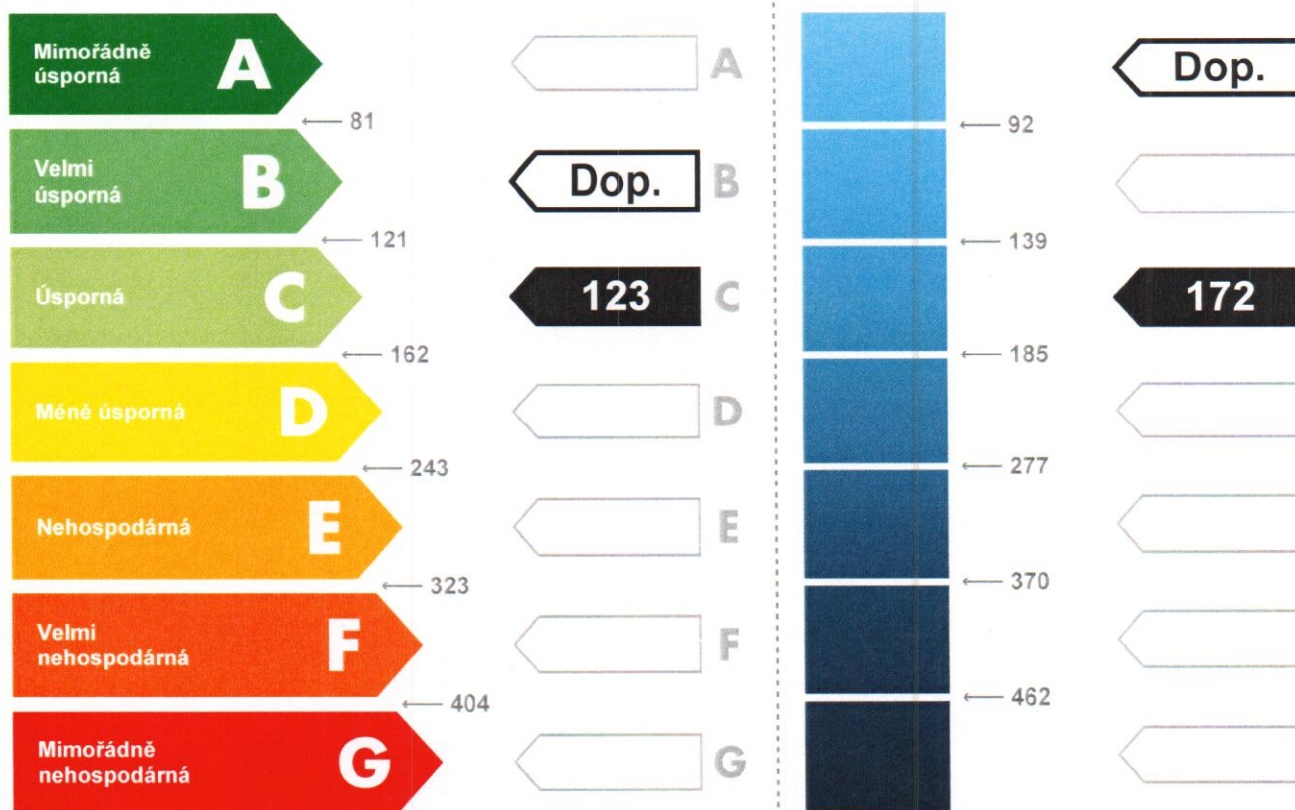 Mimořádně
úsporná
A
A
Dop.
← 81
← 92
Velmi
úsporná
B
Dop.
B
← 121
← 139
Úsporná
C
123
C
172
← 162
← 185
Méně úsporná
D
D
← 243
← 277
Nehospodárná
E
E
← 323
← 370
Velmi
nehospodárná
F
F
← 404
← 462
Mimořádně
nehospodárná
G
G